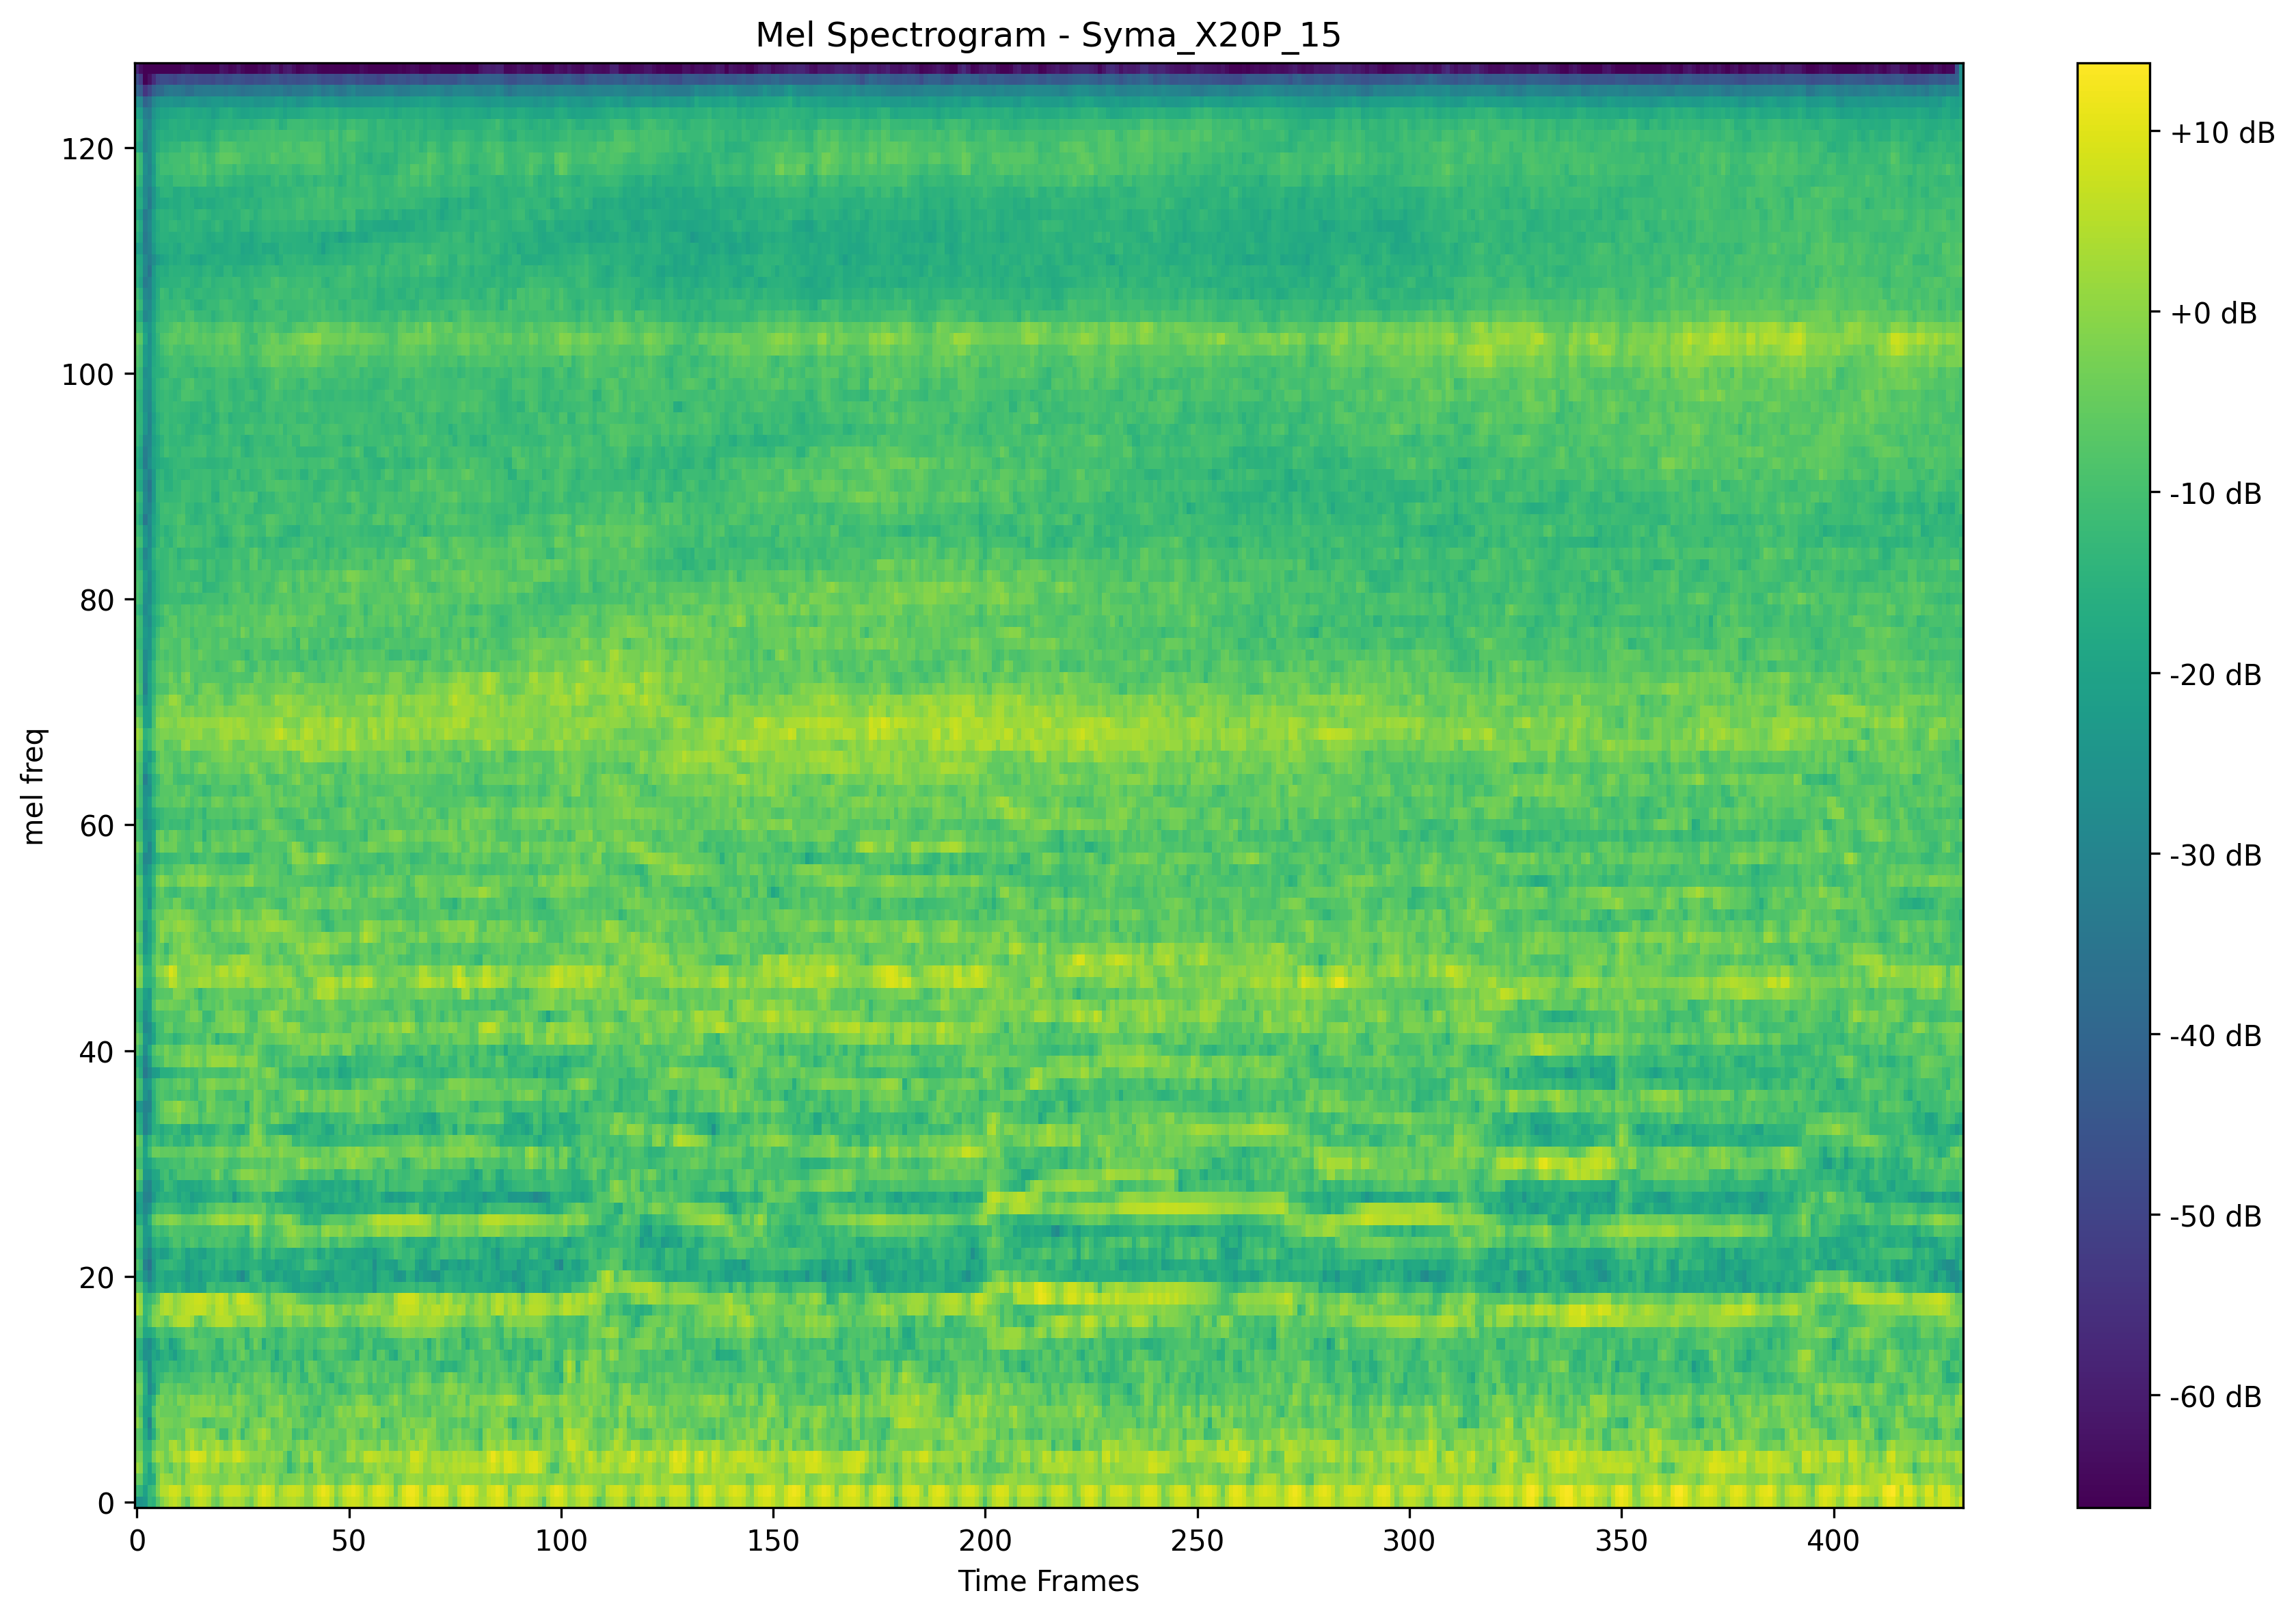 Mel Spectrogram - Syma_X20P_15
120
100
80
60
40
20
0
mel freq
0 50 100 150 200 250 300 350 400
Time Frames
+10 dB
+0 dB
-10 dB
-20 dB
-30 dB
-40 dB
-50 dB
-60 dB